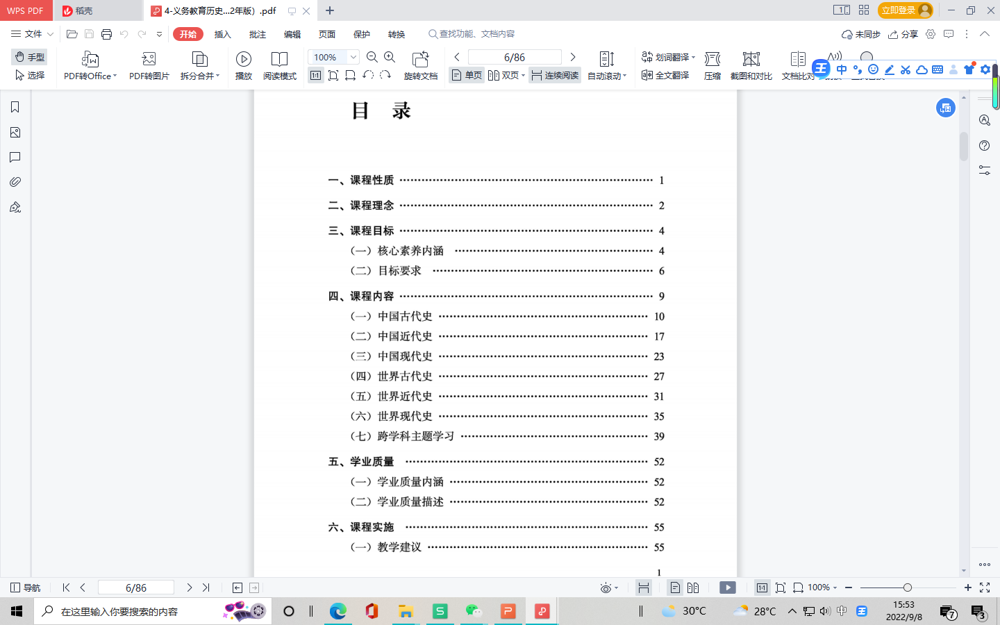 WPS PDF 稻壳 4-义务教育历史...2年版）.pdf 立即登录
文件 开始 插入 批注 编辑 页面 保护 转换 查找功能、文档内容 未同步 分享
手型 100% 6/86 划词翻译 中
选择 PDF转Office PDF转图片 拆分合并 播放 阅读模式 旋转文档 单页 双页 连续阅读 自动滚动 全文翻译 压缩 截图和对比 文档比对
目 录
一、课程性质 1
二、课程理念 2
三、课程目标 4
（一）核心素养内涵 4
（二）目标要求 6
四、课程内容 9
（一）中国古代史 10
（二）中国近代史 17
（三）中国现代史 23
（四）世界古代史 27
（五）世界近代史 31
（六）世界现代史 35
（七）跨学科主题学习 39
五、学业质量 52
（一）学业质量内涵 52
（二）学业质量描述 52
六、课程实施 55
（一）教学建议 55
1
导航 6/86 100%
在这里输入你要搜索的内容 30°C 28°C 中 15:53 7 3
2022/9/8